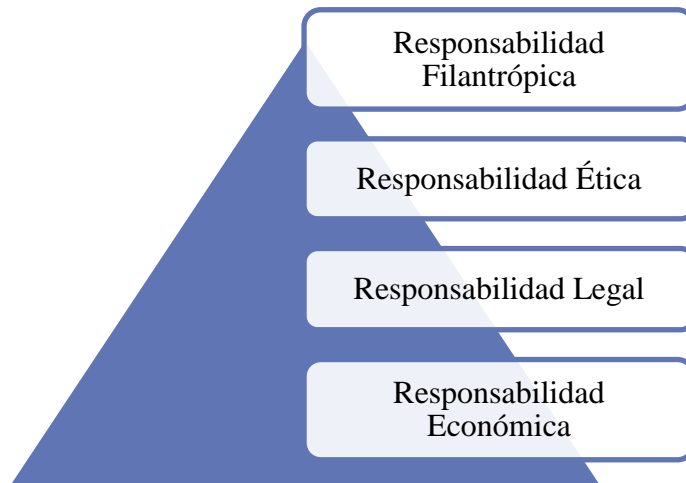 Responsabilidad
Filantrópica
Responsabilidad Ética
Responsabilidad Legal
Responsabilidad
Económica